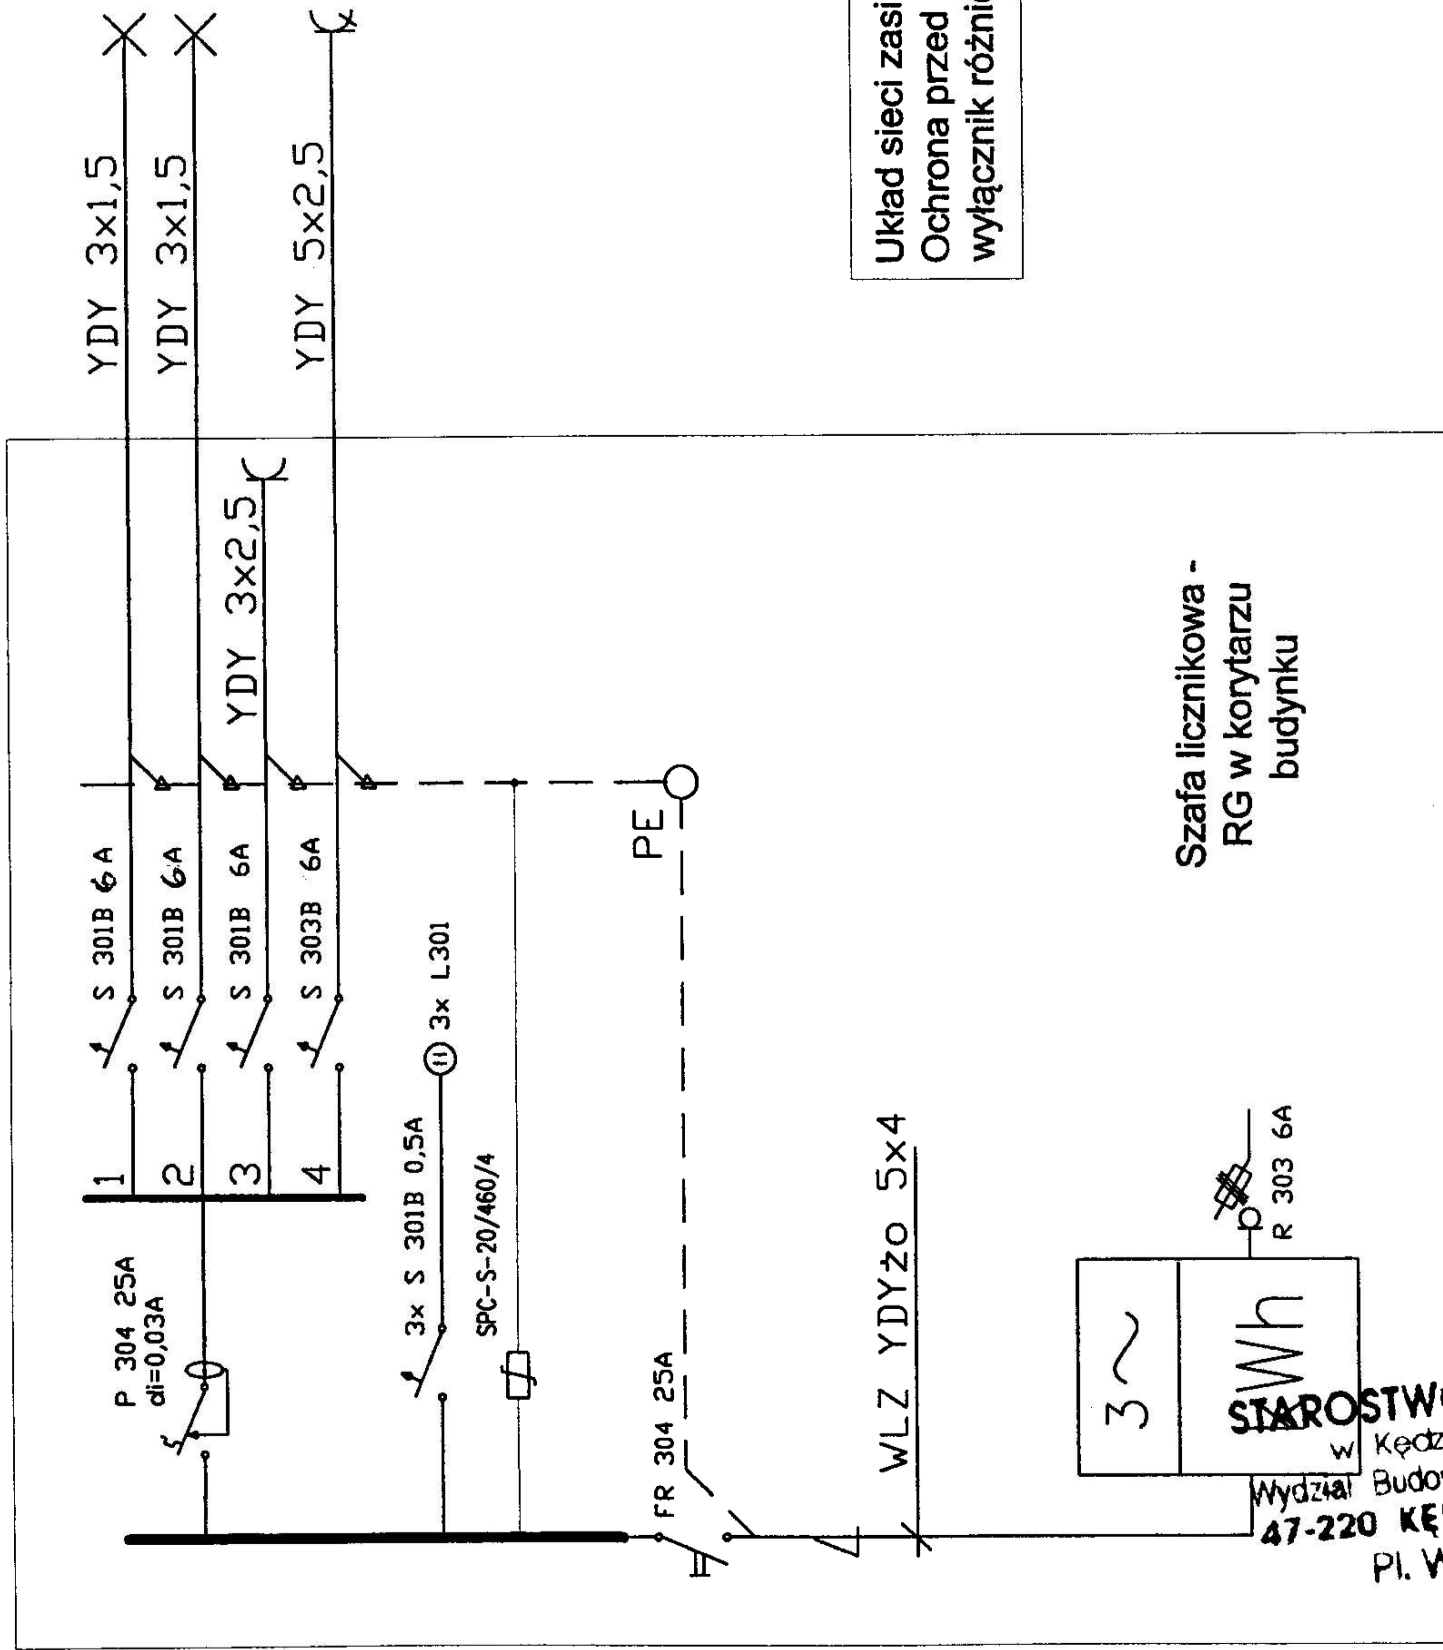 YDY 3x1,5
YDY 3x1,5
YDY 3x2,5
YDY 5x2,5
S 301B 6A
S 301B 6A
S 301B 6A
S 303B 6A
1
2
3
4
P 304 25A
di=0,03A
3x S 301B 0,5A
3x L301
SPC-S-20/460/4
PE
FR 304 25A
WLZ YDYżo 5x4
3~
kWh
R 303 6A
Szafa licznikowa -
RG w korytarzu
budynku
Układ sieci zasi
Ochrona przed
wyłącznik różni
STAROSTW
w Kędz
Wydział Budo
47-220 KĘ
Pl. W